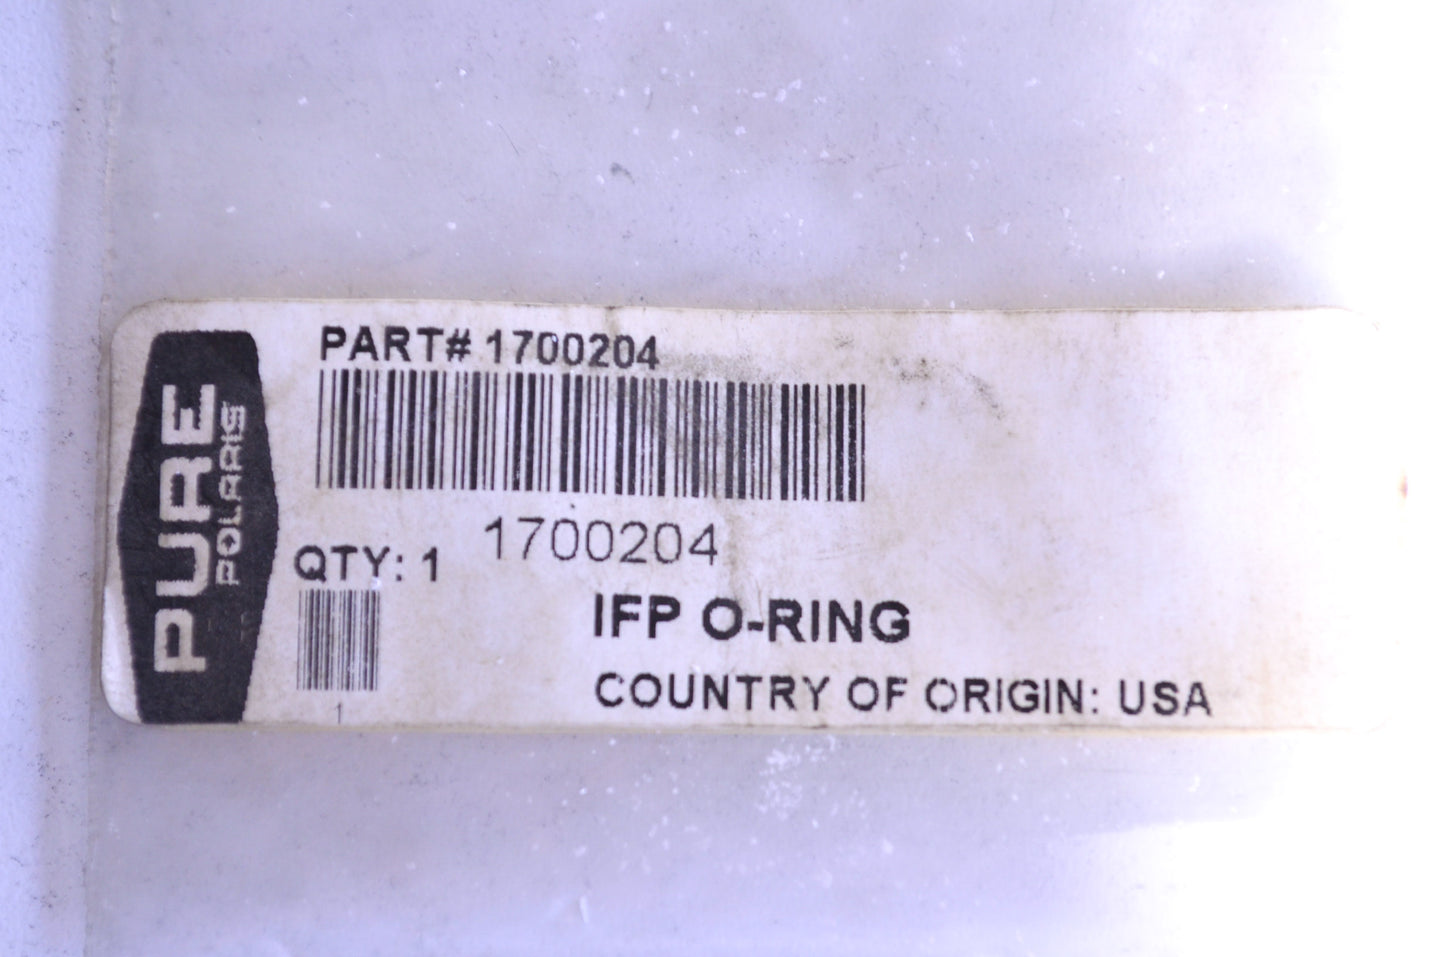 PURE
POLARIS
PART# 1700204
1700204
QTY: 1
1
IFP O-RING
COUNTRY OF ORIGIN: USA